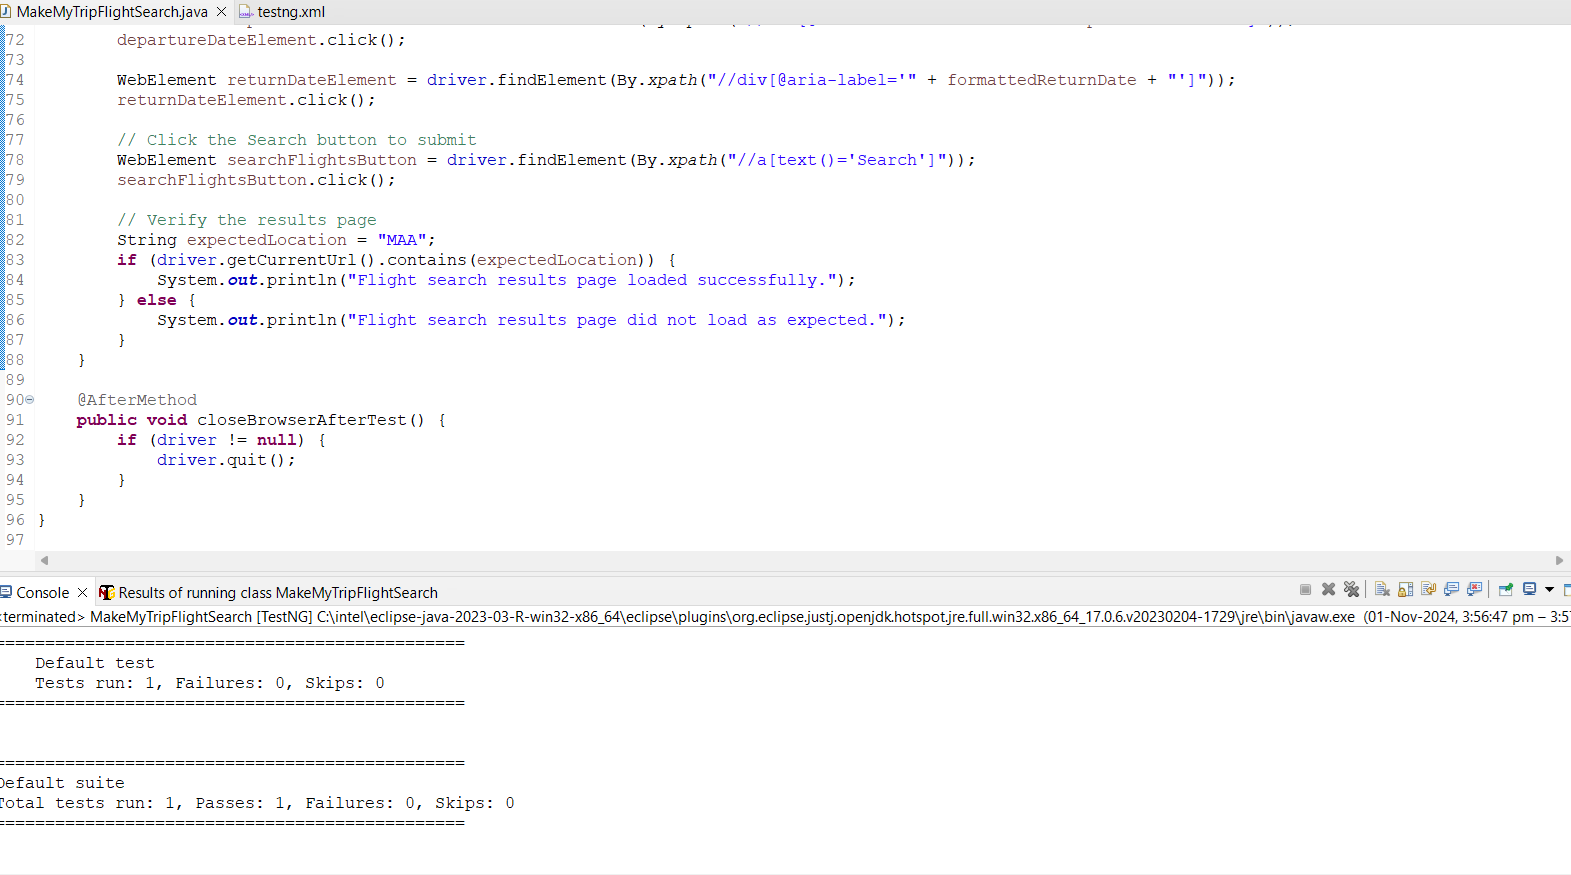 MakeMyTripFlightSearch.java testng.xml
72 departureDateElement.click();
73
74 WebElement returnDateElement = driver.findElement(By.xpath("//div[@aria-label='" + formattedReturnDate + "']"));
75 returnDateElement.click();
76
77 // Click the Search button to submit
78 WebElement searchFlightsButton = driver.findElement(By.xpath("//a[text()='Search']"));
79 searchFlightsButton.click();
80
81 // Verify the results page
82 String expectedLocation = "MAA";
83 if (driver.getCurrentUrl().contains(expectedLocation)) {
84 System.out.println("Flight search results page loaded successfully.");
85 } else {
86 System.out.println("Flight search results page did not load as expected.");
87 }
88 }
89
90 @AfterMethod
91 public void closeBrowserAfterTest() {
92 if (driver != null) {
93 driver.quit();
94 }
95 }
96 }
97
Console Results of running class MakeMyTripFlightSearch
<terminated> MakeMyTripFlightSearch [TestNG] C:\intel\eclipse-java-2023-03-R-win32-x86_64\eclipse\plugins\org.eclipse.justj.openjdk.hotspot.jre.full.win32.x86_64_17.0.6.v20230204-1729\jre\bin\javaw.exe (01-Nov-2024, 3:56:47 pm – 3:5
===============================================
Default test
Tests run: 1, Failures: 0, Skips: 0
===============================================
===============================================
Default suite
Total tests run: 1, Passes: 1, Failures: 0, Skips: 0
===============================================